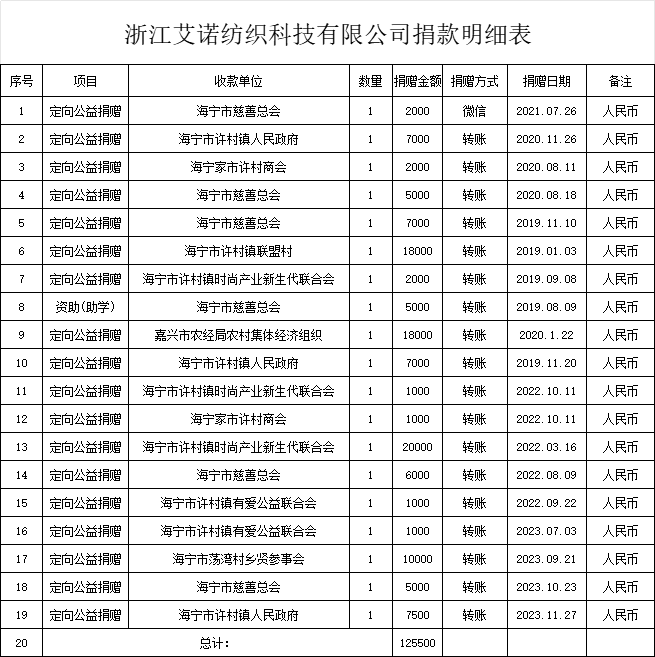 浙江艾诺纺织科技有限公司捐款明细表
序号 项目 收款单位 数量 捐赠金额 捐赠方式 捐赠日期 备注
1 定向公益捐赠 海宁市慈善总会 1 2000 微信 2021.07.26 人民币
2 定向公益捐赠 海宁市许村镇人民政府 1 7000 转账 2020.11.26 人民币
3 定向公益捐赠 海宁家市许村商会 1 2000 转账 2020.08.11 人民币
4 定向公益捐赠 海宁市慈善总会 1 5000 转账 2020.08.18 人民币
5 定向公益捐赠 海宁市慈善总会 1 7000 转账 2019.11.10 人民币
6 定向公益捐赠 海宁市许村镇联盟村 1 18000 转账 2019.01.03 人民币
7 定向公益捐赠 海宁市许村镇时尚产业新生代联合会 1 2000 转账 2019.09.08 人民币
8 资助(助学) 海宁市慈善总会 1 5000 转账 2019.08.09 人民币
9 定向公益捐赠 嘉兴市农经局农村集体经济组织 1 18000 转账 2020.1.22 人民币
10 定向公益捐赠 海宁市许村镇人民政府 1 7000 转账 2019.11.20 人民币
11 定向公益捐赠 海宁市许村镇时尚产业新生代联合会 1 1000 转账 2022.10.11 人民币
12 定向公益捐赠 海宁家市许村商会 1 1000 转账 2022.10.11 人民币
13 定向公益捐赠 海宁市许村镇时尚产业新生代联合会 1 20000 转账 2022.03.16 人民币
14 定向公益捐赠 海宁市慈善总会 1 6000 转账 2022.08.09 人民币
15 定向公益捐赠 海宁市许村镇有爱公益联合会 1 1000 转账 2022.09.22 人民币
16 定向公益捐赠 海宁市许村镇有爱公益联合会 1 1000 转账 2023.07.03 人民币
17 定向公益捐赠 海宁市荡湾村乡贤参事会 1 10000 转账 2023.09.21 人民币
18 定向公益捐赠 海宁市慈善总会 1 5000 转账 2023.10.23 人民币
19 定向公益捐赠 海宁市许村镇人民政府 1 7500 转账 2023.11.27 人民币
20 总计: 125500